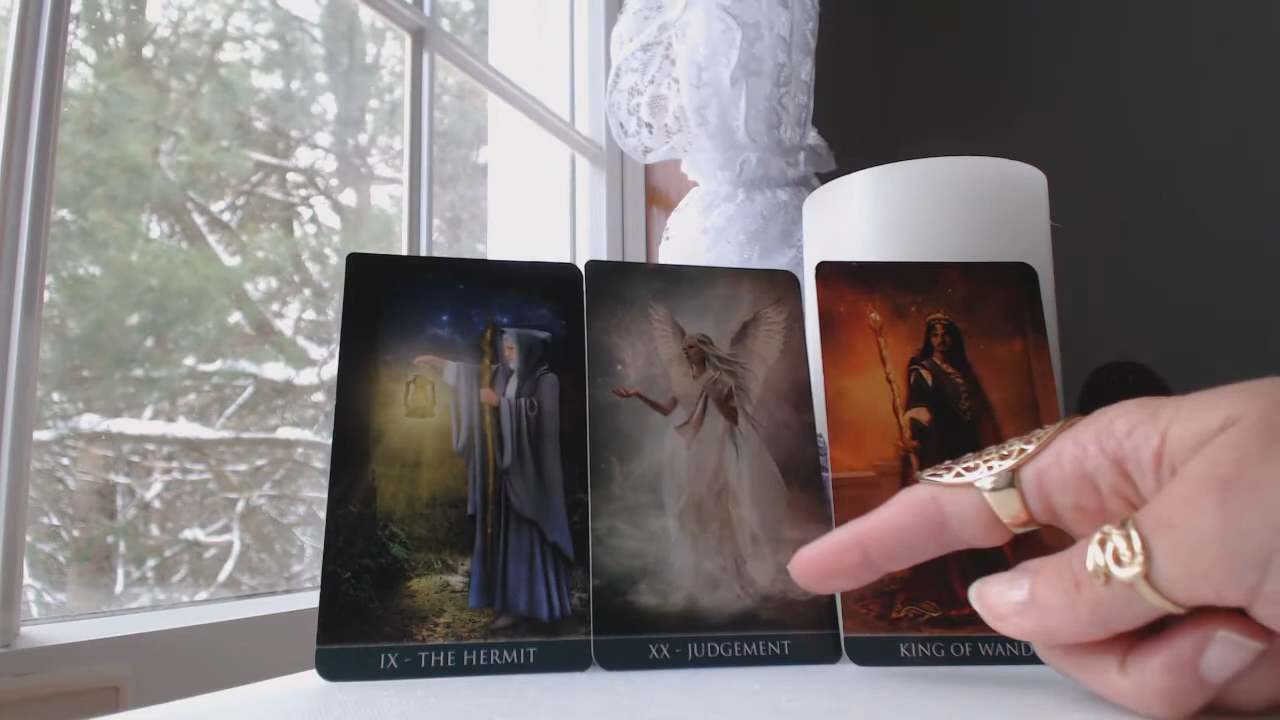 IX - THE HERMIT
XX - JUDGEMENT
KING OF WAND